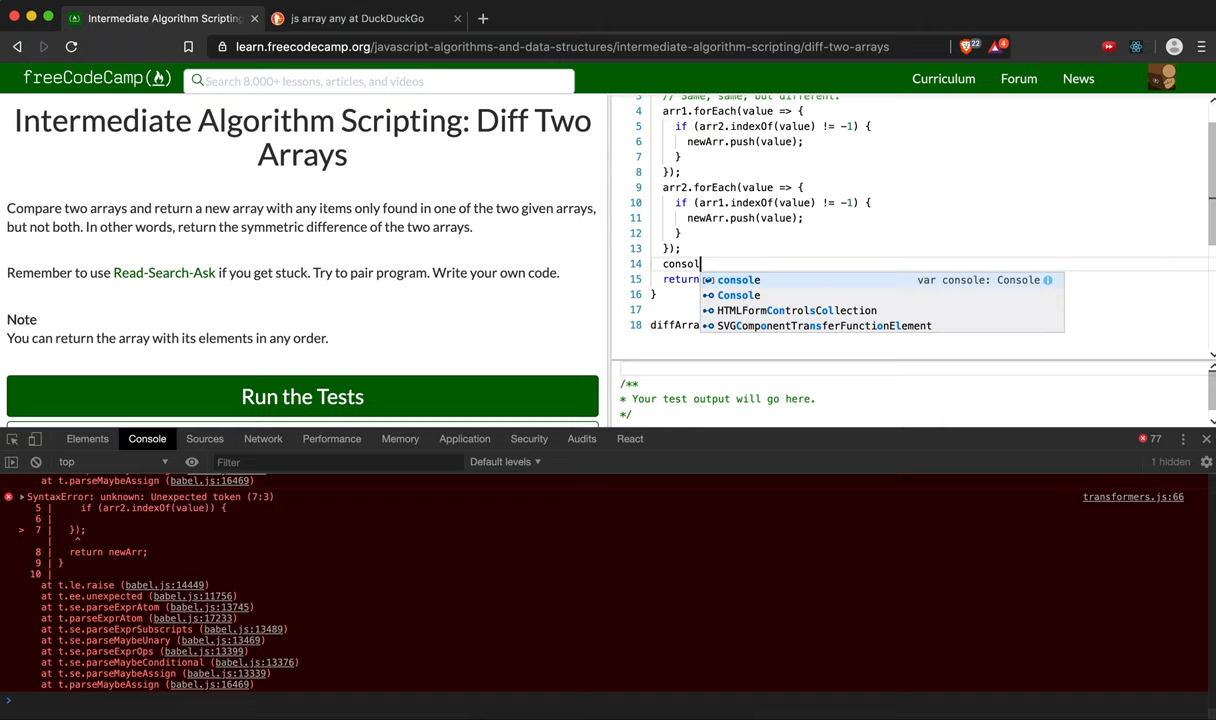 Intermediate Algorithm Scripting
js array any at DuckDuckGo
learn.freecodecamp.org/javascript-algorithms-and-data-structures/intermediate-algorithm-scripting/diff-two-arrays
22
4
freeCodeCamp
Search 8,000+ lessons, articles, and videos
Curriculum
Forum
News
Intermediate Algorithm Scripting: Diff Two
Arrays
Compare two arrays and return a new array with any items only found in one of the two given arrays,
but not both. In other words, return the symmetric difference of the two arrays.
Remember to use Read-Search-Ask if you get stuck. Try to pair program. Write your own code.
Note
You can return the array with its elements in any order.
Run the Tests
3 // Same, same; but different.
4 arr1.forEach(value => {
5 if (arr2.indexOf(value) != -1) {
6 newArr.push(value);
7 }
8 });
9 arr2.forEach(value => {
10 if (arr1.indexOf(value) != -1) {
11 newArr.push(value);
12 }
13 });
14 consol
15 return
16 }
17
18 diffArra
console var console: Console
Console
HTMLFormControlsCollection
SVGComponentTransferFunctionElement
/**
* Your test output will go here.
*/
Elements
Console
Sources
Network
Performance
Memory
Application
Security
Audits
React
77
top
Filter
Default levels
1 hidden
at t.parseMaybeAssign (babel.js:16469)
SyntaxError: unknown: Unexpected token (7:3)
transformers.js:66
5 | if (arr2.indexOf(value)) {
6 |
> 7 | });
| ^
8 | return newArr;
9 | }
10 |
at t.le.raise (babel.js:14449)
at t.ee.unexpected (babel.js:11756)
at t.se.parseExprAtom (babel.js:13745)
at t.parseExprAtom (babel.js:17233)
at t.se.parseExprSubscripts (babel.js:13489)
at t.se.parseMaybeUnary (babel.js:13469)
at t.se.parseExprOps (babel.js:13399)
at t.se.parseMaybeConditional (babel.js:13376)
at t.se.parseMaybeAssign (babel.js:13339)
at t.parseMaybeAssign (babel.js:16469)
>